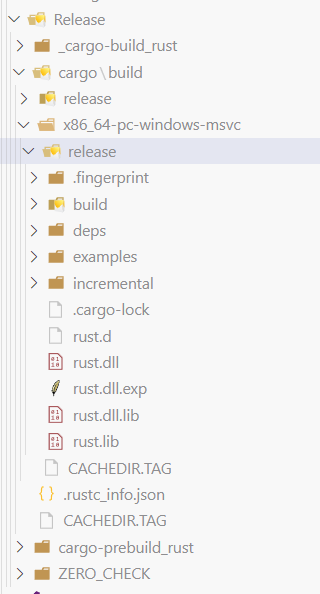 Release
_cargo-build_rust
cargo\build
release
x86_64-pc-windows-msvc
release
.fingerprint
build
deps
examples
incremental
.cargo-lock
rust.d
rust.dll
rust.dll.exp
rust.dll.lib
rust.lib
CACHEDIR.TAG
.rustc_info.json
CACHEDIR.TAG
cargo-prebuild_rust
ZERO_CHECK